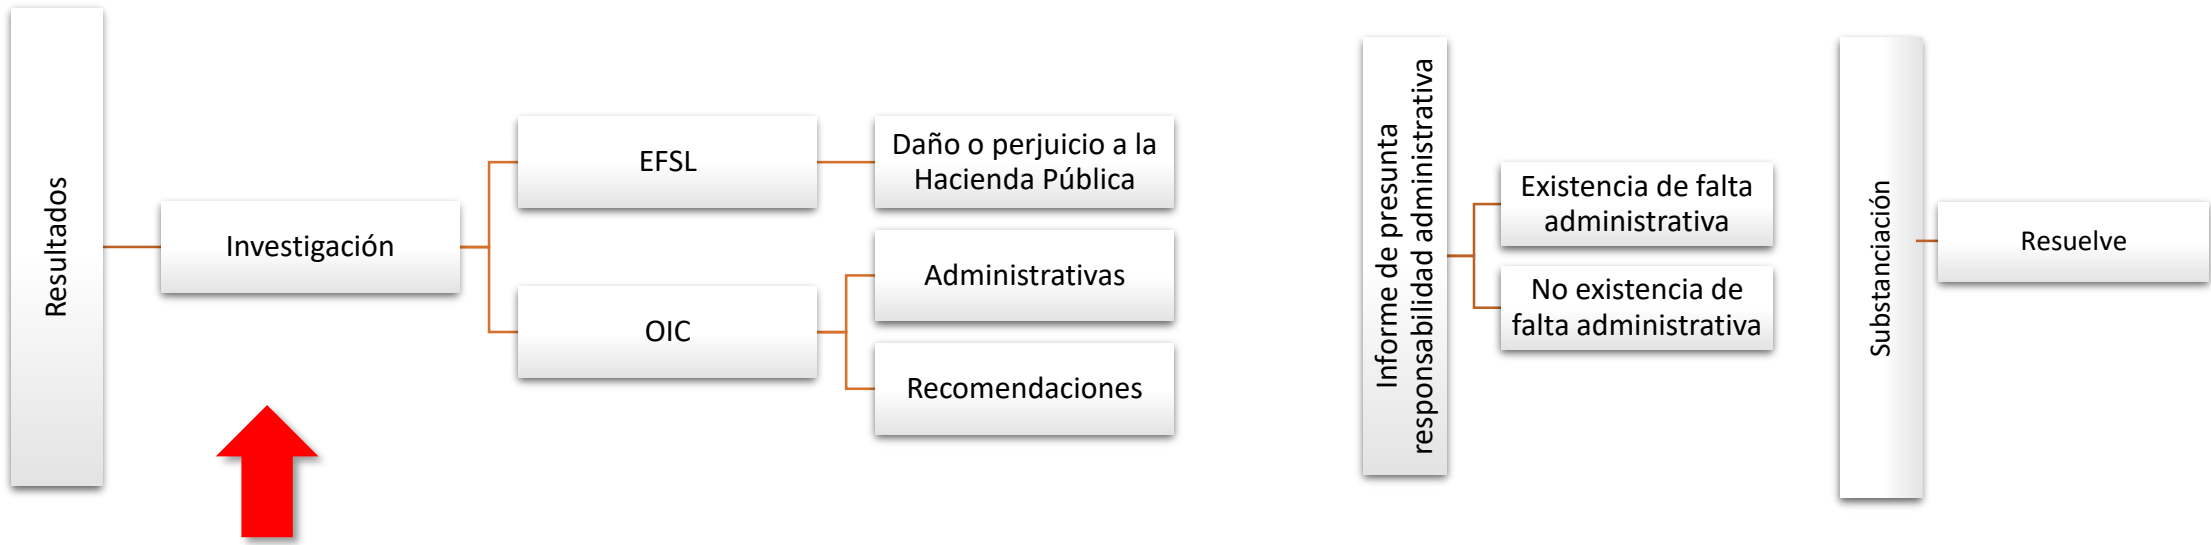 Resultados
Investigación
EFSL
Daño o perjuicio a la
Hacienda Pública
OIC
Administrativas
Recomendaciones
Informe de presunta
responsabilidad administrativa
Existencia de falta
administrativa
No existencia de
falta administrativa
Substanciación
Resuelve